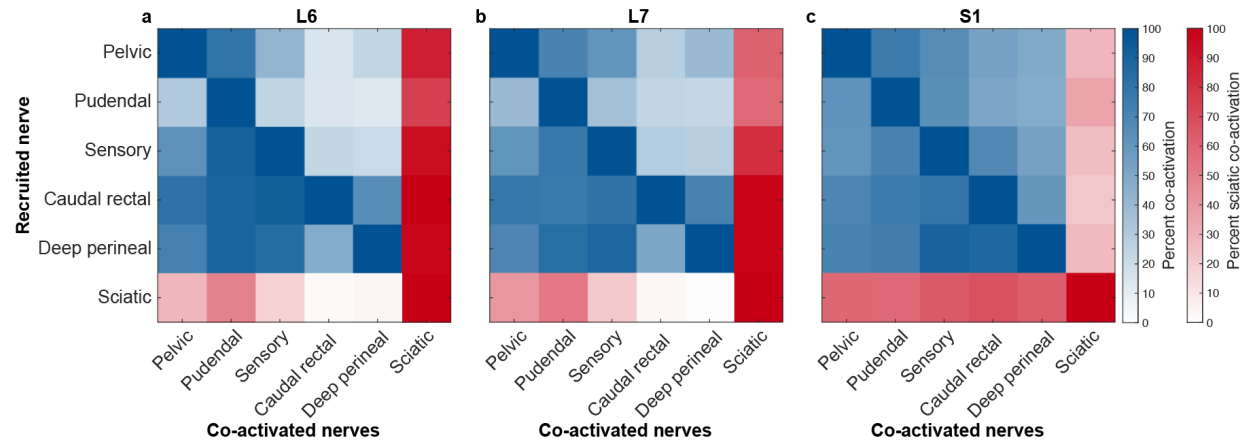 a L6
b L7
c S1
Recruited nerve
Pelvic
Pudendal
Sensory
Caudal rectal
Deep perineal
Sciatic
Pelvic
Pudendal
Sensory
Caudal rectal
Deep perineal
Sciatic
Co-activated nerves
Pelvic
Pudendal
Sensory
Caudal rectal
Deep perineal
Sciatic
Co-activated nerves
Pelvic
Pudendal
Sensory
Caudal rectal
Deep perineal
Sciatic
Co-activated nerves
100
90
80
70
60
50
40
30
20
10
0
Percent co-activation
100
90
80
70
60
50
40
30
20
10
0
Percent sciatic co-activation